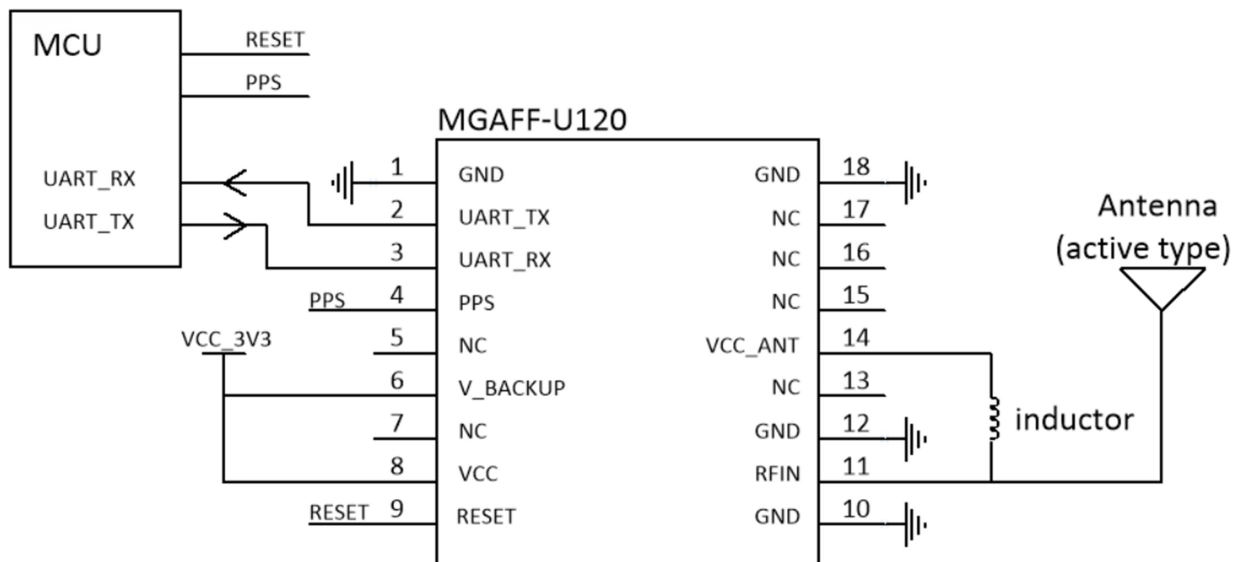 MCU
RESET
PPS
UART_RX
UART_TX
MGAFF-U120
1 GND
2 UART_TX
3 UART_RX
PPS 4 PPS
5 NC
VCC_3V3
6 V_BACKUP
7 NC
8 VCC
RESET 9 RESET
GND 18
NC 17
NC 16
NC 15
VCC_ANT 14
NC 13
GND 12
RFIN 11
GND 10
inductor
Antenna
(active type)